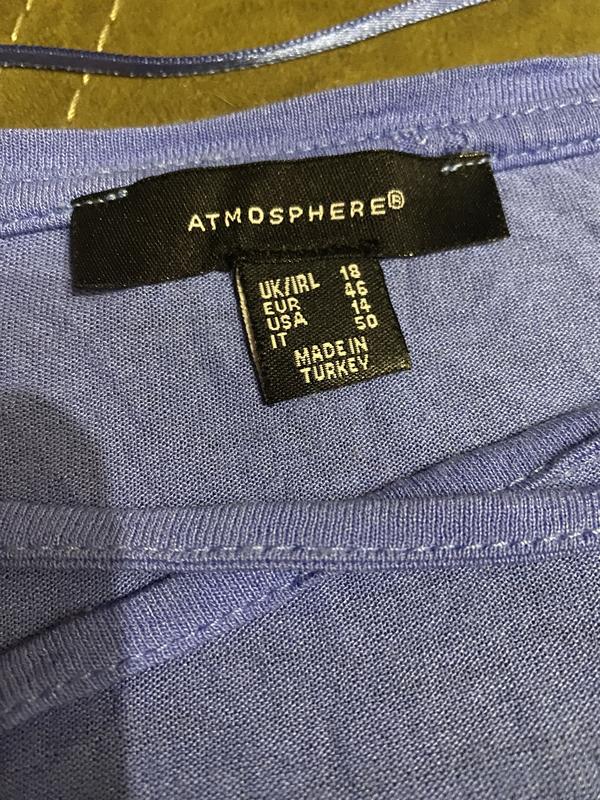 ATMOSPHERE®
UK/IRL 18
EUR 46
USA 14
IT 50
MADE IN
TURKEY